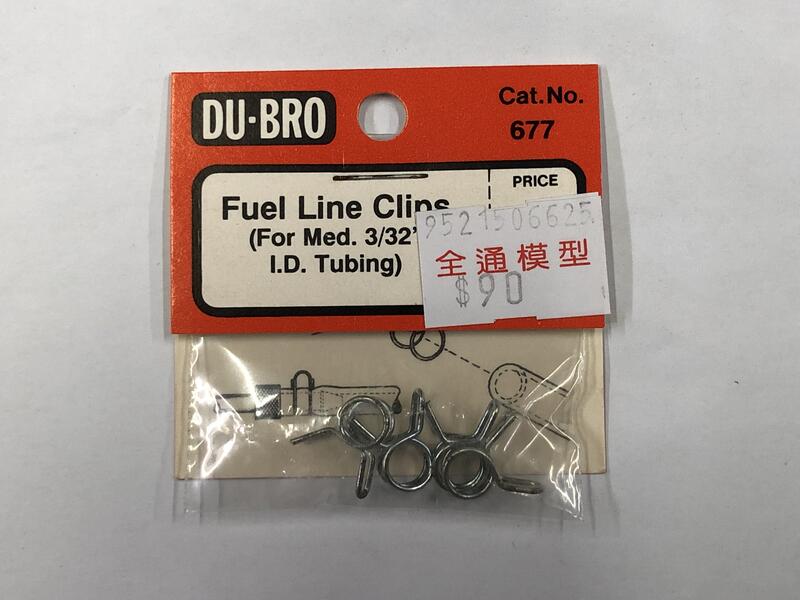 DU-BRO
Cat.No.
677
Fuel Line Clips
(For Med. 3/32"
I.D. Tubing)
PRICE
9521506625
全通模型
$90